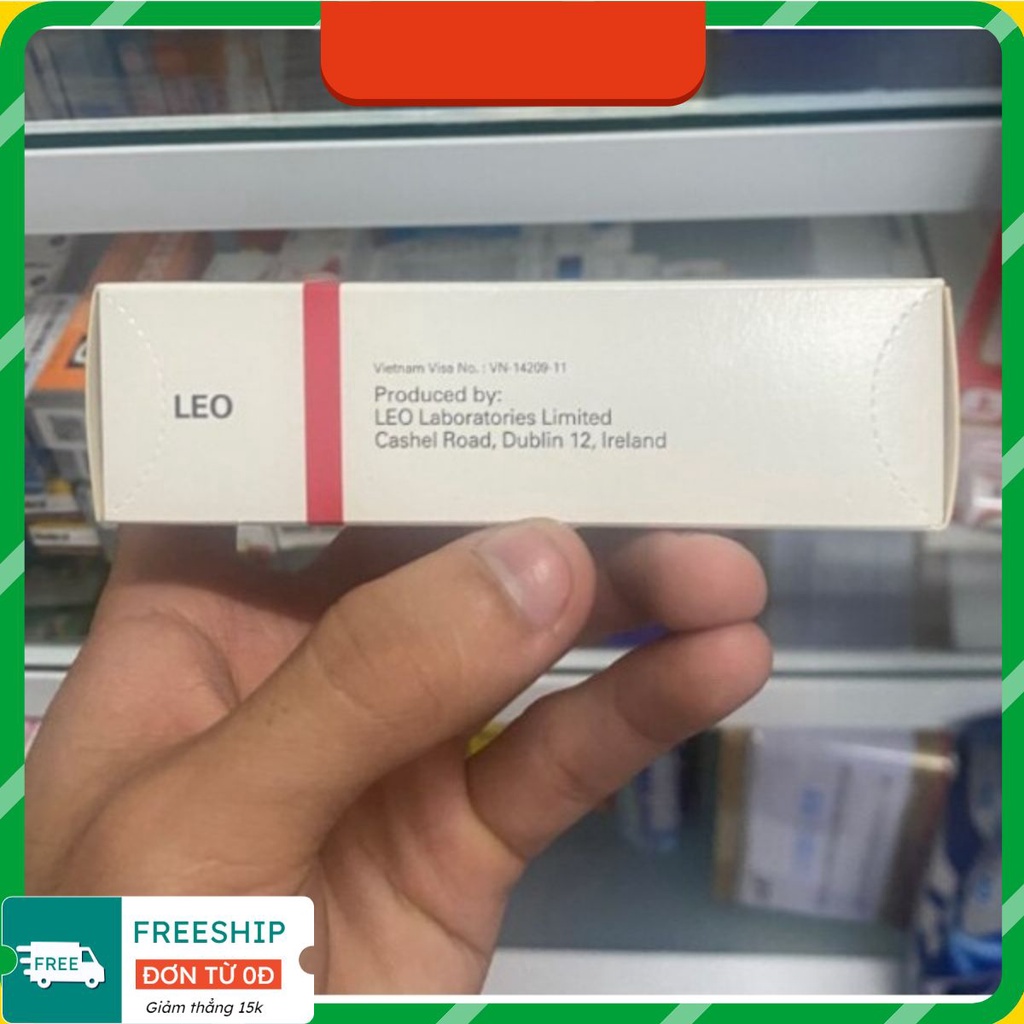 LEO
Vietnam Visa No. : VN-14209-11
Produced by:
LEO Laboratories Limited
Cashel Road, Dublin 12, Ireland
FREE
FREESHIP
ĐƠN TỪ 0Đ
Giảm thẳng 15k